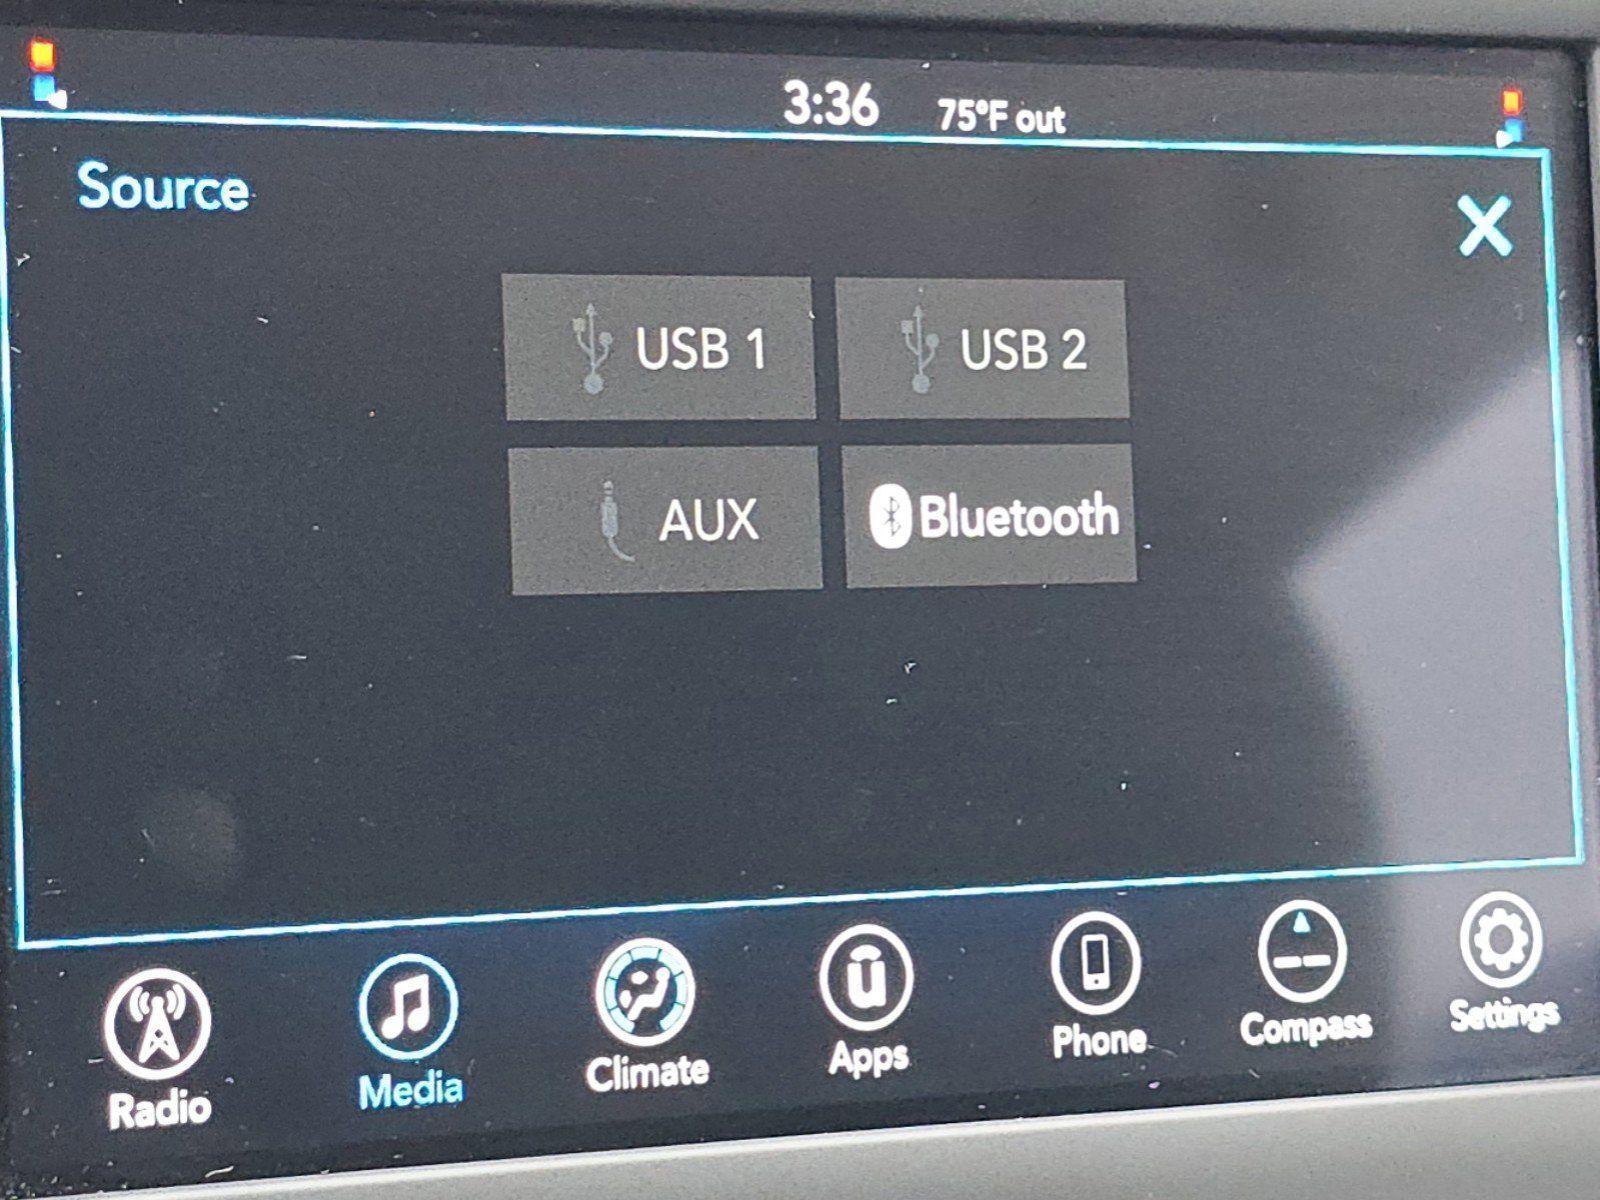 3:36 75°F out
Source
USB 1
USB 2
AUX
Bluetooth
Radio
Media
Climate
Apps
Phone
Compass
Settings